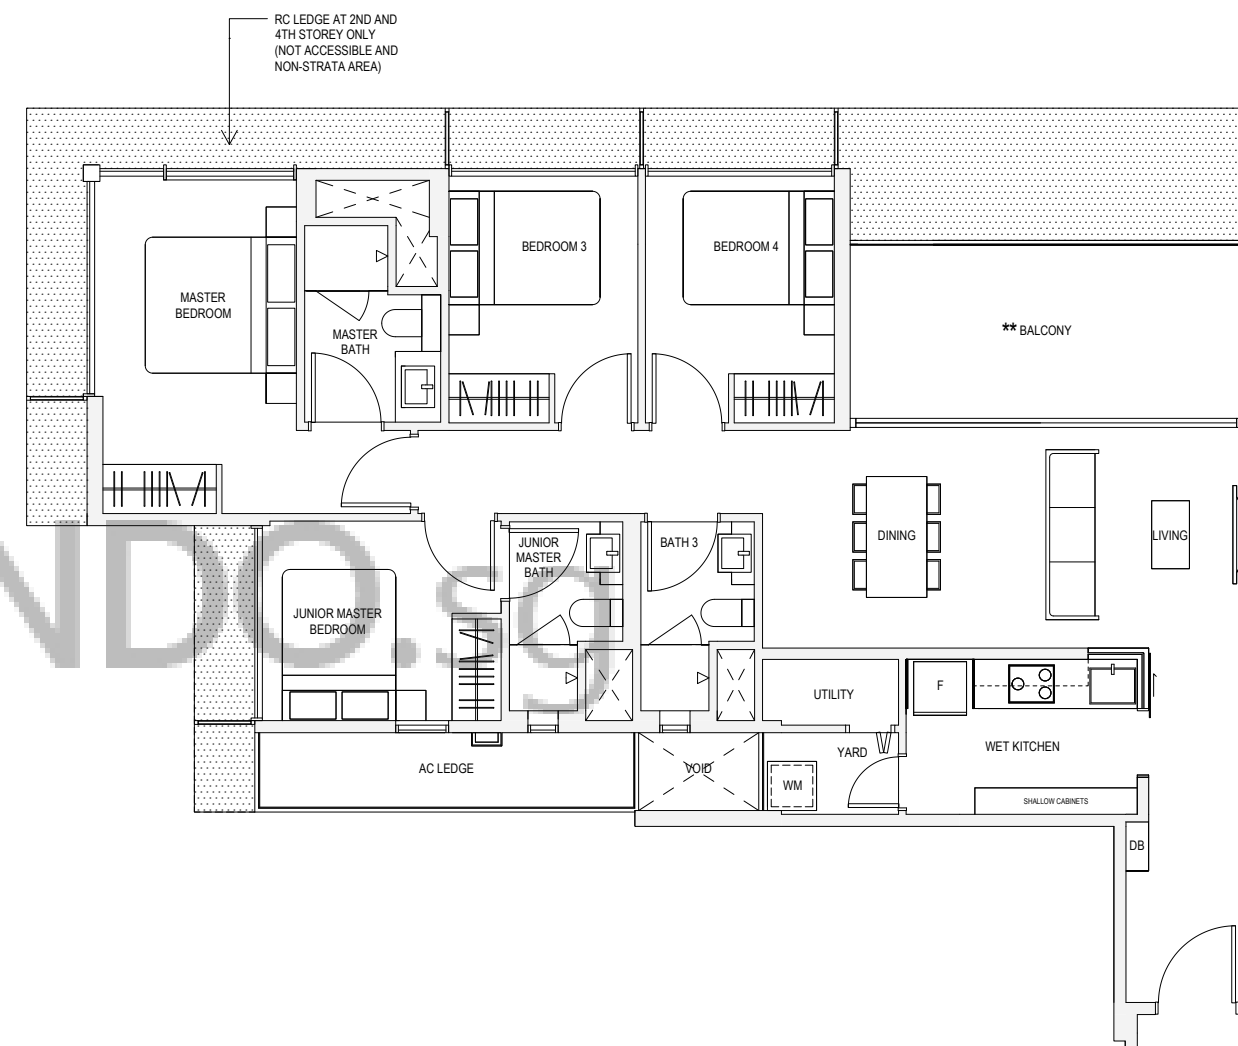 RC LEDGE AT 2ND AND
4TH STOREY ONLY
(NOT ACCESSIBLE AND
NON-STRATA AREA)
BEDROOM 3
BEDROOM 4
MASTER
BEDROOM
MASTER
BATH
** BALCONY
DINING
LIVING
JUNIOR
MASTER
BATH
BATH 3
JUNIOR MASTER
BEDROOM
NDO.sg
UTILITY
F
WET KITCHEN
YARD
AC LEDGE
VOID
WM
SHALLOW CABINETS
DB